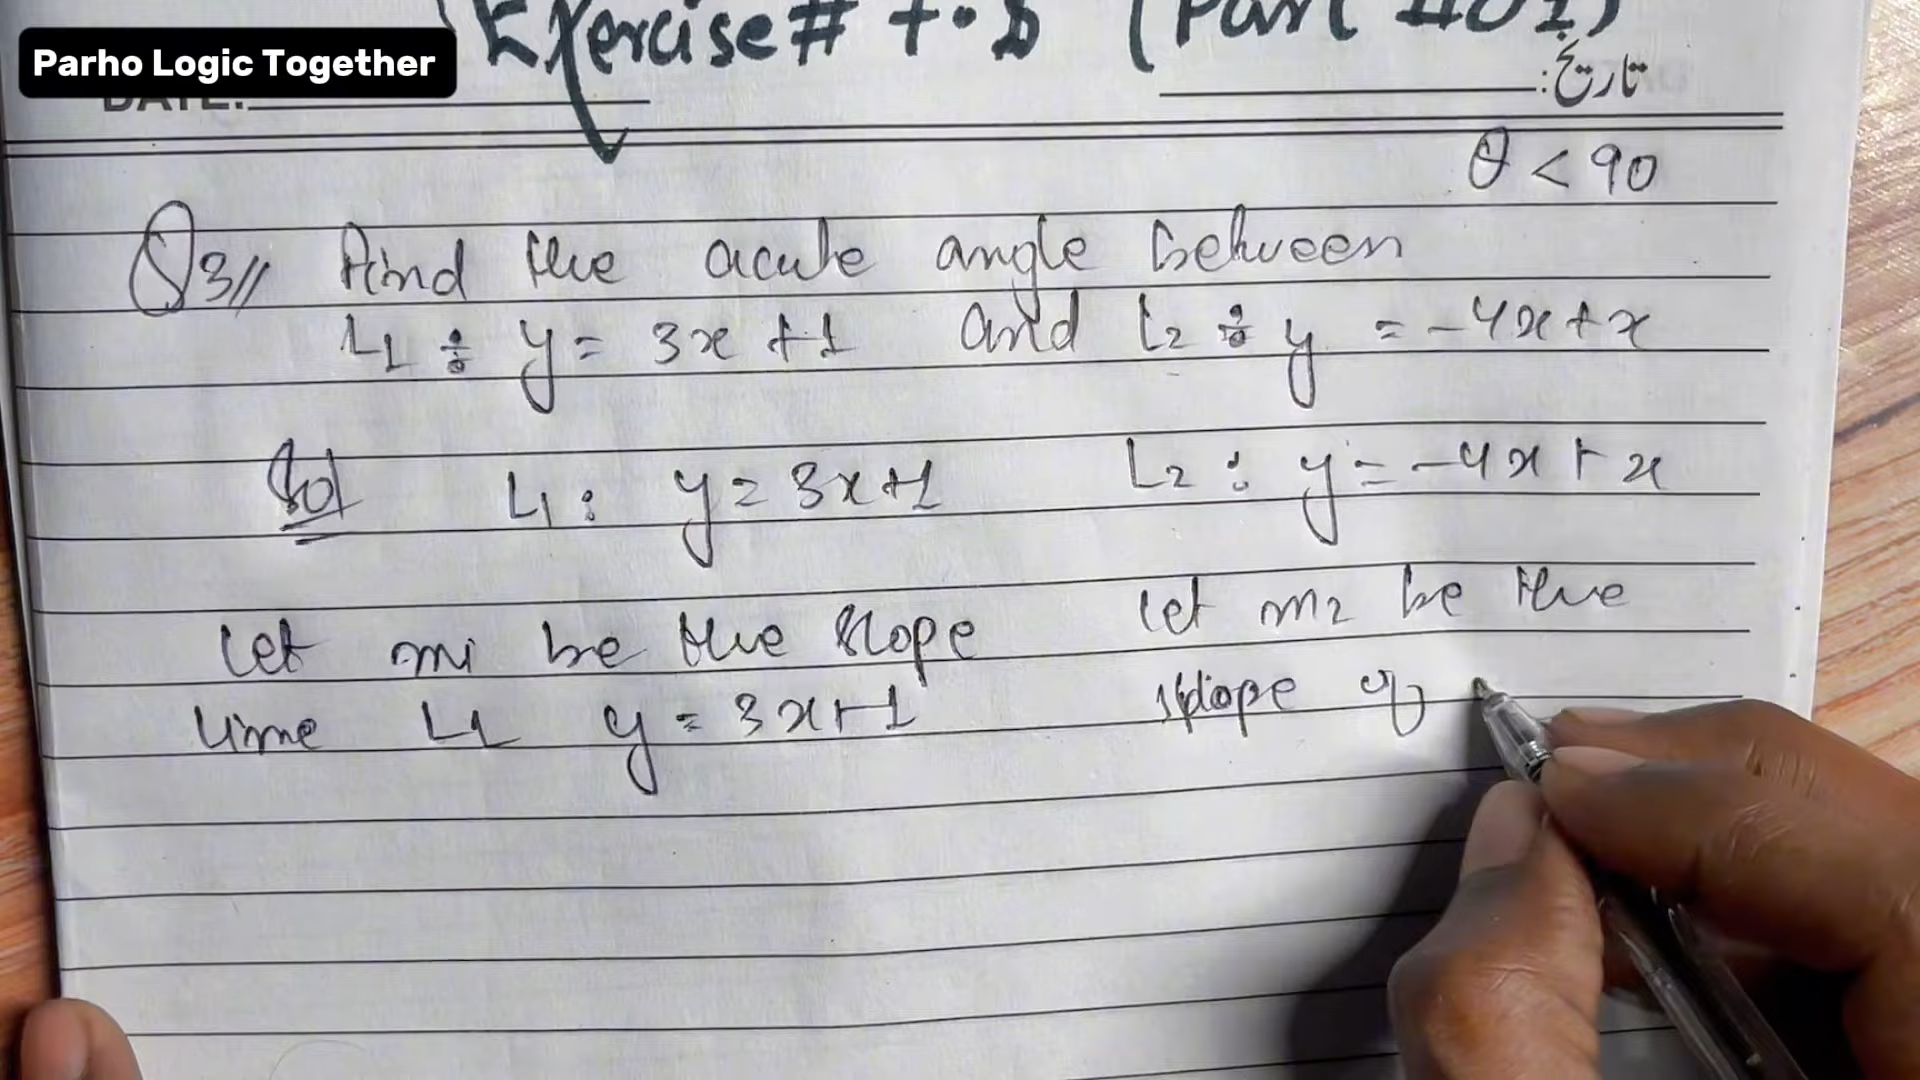 Exercise# 7.3 (Part #01)
Parho Logic Together
DATE:
تاریخ:
θ < 90
Q3// Find the acute angle between
L1 ÷ y = 3x +1 and L2 ÷ y = -4x+x
Sol L1: y = 3x+1 L2: y = -4x+x
let m1 be the slope
line L1 y = 3x+1
let m2 be the
slope of